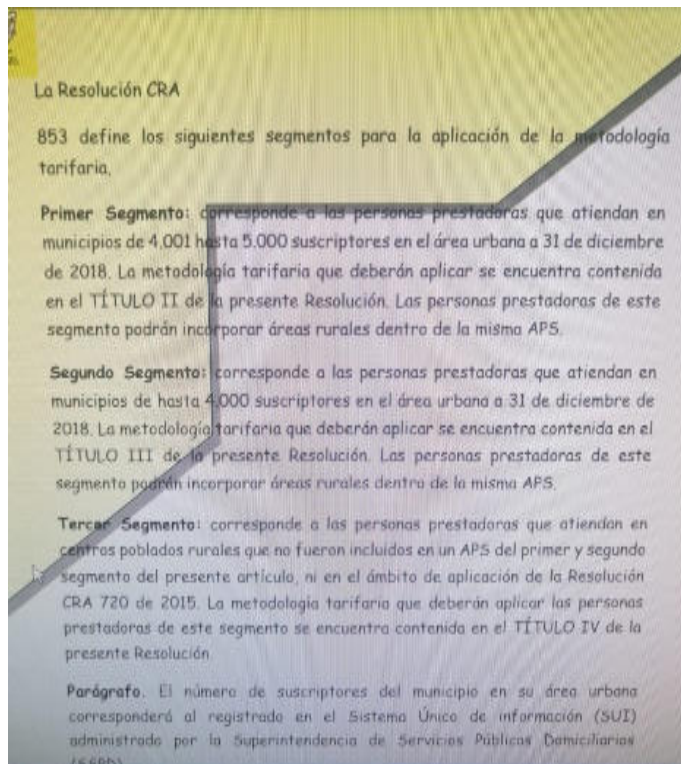 La Resolución CRA
853 define los siguientes segmentos para la aplicación de la metodología
tarifaria,
Primer Segmento: corresponde a las personas prestadoras que atiendan en
municipios de 4.001 hasta 5.000 suscriptores en el área urbana a 31 de diciembre
de 2018. La metodología tarifaria que deberán aplicar se encuentra contenida
en el TÍTULO II de la presente Resolución. Las personas prestadoras de este
segmento podrán incorporar áreas rurales dentro de la misma APS.
Segundo Segmento: corresponde a las personas prestadoras que atiendan en
municipios de hasta 4.000 suscriptores en el área urbana a 31 de diciembre de
2018. La metodología tarifaria que deberán aplicar se encuentra contenida en el
TÍTULO III de la presente Resolución. Las personas prestadoras de este
segmento podrán incorporar áreas rurales dentro de la misma APS.
Tercer Segmento: corresponde a las personas prestadoras que atiendan en
centros poblados rurales que no fueron incluidos en un APS del primer y segundo
segmento del presente artículo, ni en el ámbito de aplicación de la Resolución
CRA 720 de 2015. La metodología tarifaria que deberán aplicar las personas
prestadoras de este segmento se encuentra contenida en el TÍTULO IV de la
presente Resolución.
Parágrafo. El número de suscriptores del municipio en su área urbana
corresponderá al registrado en el Sistema Único de información (SUI)
administrado por la Superintendencia de Servicios Públicos Domiciliarios